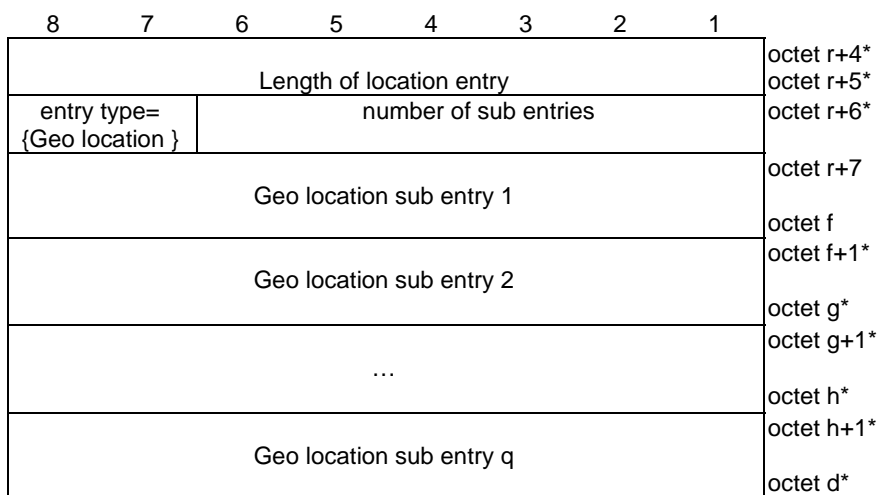 8 7 6 5 4 3 2 1
octet r+4*
Length of location entry octet r+5*
entry type= number of sub entries octet r+6*
{Geo location }
octet r+7
Geo location sub entry 1
octet f
octet f+1*
Geo location sub entry 2
octet g*
octet g+1*
…
octet h*
octet h+1*
Geo location sub entry q
octet d*